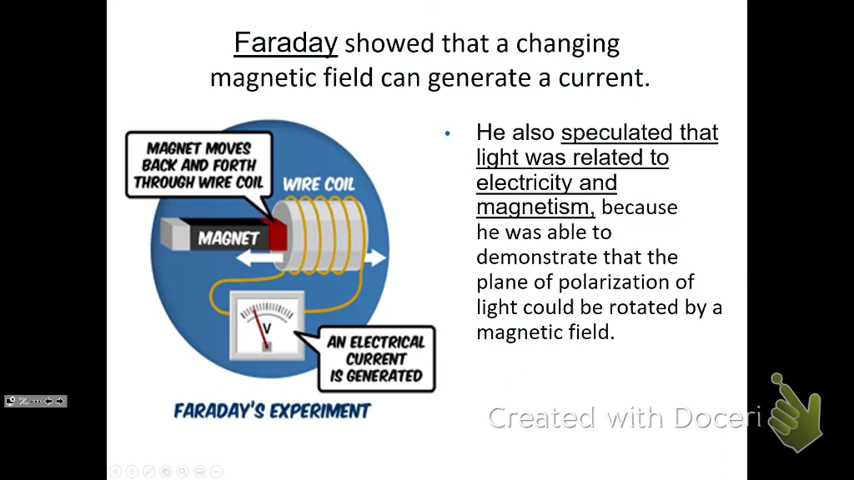 Faraday showed that a changing
magnetic field can generate a current.
MAGNET MOVES
BACK AND FORTH
THROUGH WIRE COIL
WIRE COIL
MAGNET
V
AN ELECTRICAL
CURRENT
IS GENERATED
FARADAY'S EXPERIMENT
• He also speculated that
light was related to
electricity and
magnetism, because
he was able to
demonstrate that the
plane of polarization of
light could be rotated by a
magnetic field.
Created with Doceri